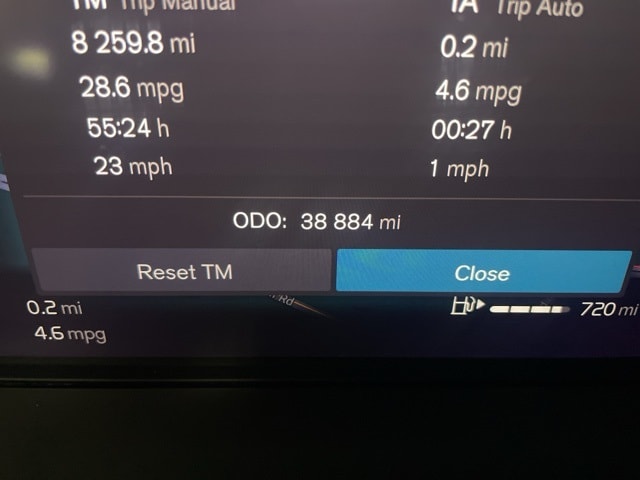 TM Trip Manual
TA Trip Auto
8 259.8 mi
0.2 mi
28.6 mpg
4.6 mpg
55:24 h
00:27 h
23 mph
1 mph
ODO: 38 884 mi
Reset TM
Close
0.2 mi
Rd
720 mi
4.6 mpg